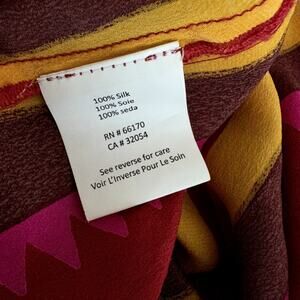 100% Silk
100% Soie
100% seda
RN # 66170
CA # 32054
See reverse for care
Voir L'Inverse Pour Le Soin